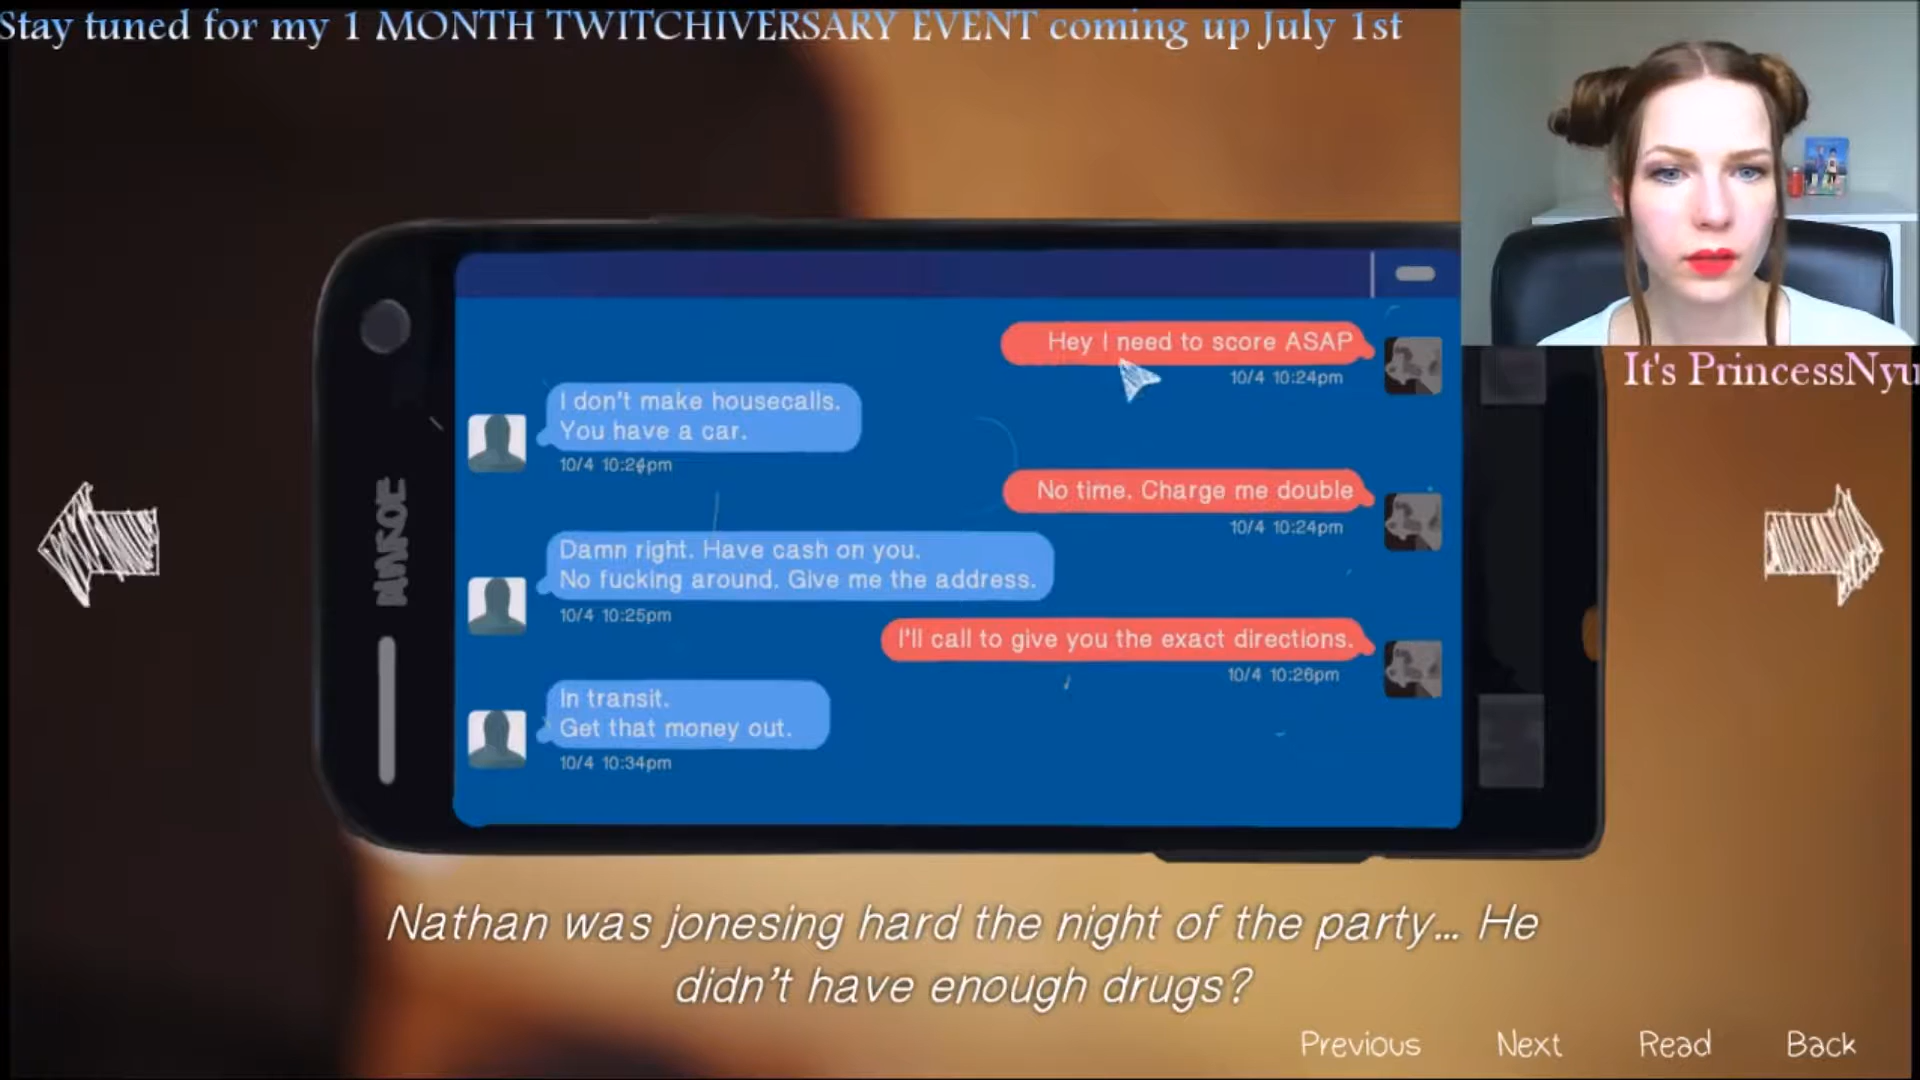 Stay tuned for my 1 MONTH TWITCHIVERSARY EVENT coming up July 1st
Hey I need to score ASAP
10/4 10:24pm
I don't make housecalls.
You have a car.
10/4 10:24pm
No time. Charge me double
10/4 10:24pm
Damn right. Have cash on you.
No fucking around. Give me the address.
10/4 10:25pm
I'll call to give you the exact directions.
10/4 10:26pm
In transit.
Get that money out.
10/4 10:34pm
It's PrincessNyu
Nathan was jonesing hard the night of the party... He
didn't have enough drugs?
Previous Next Read Back